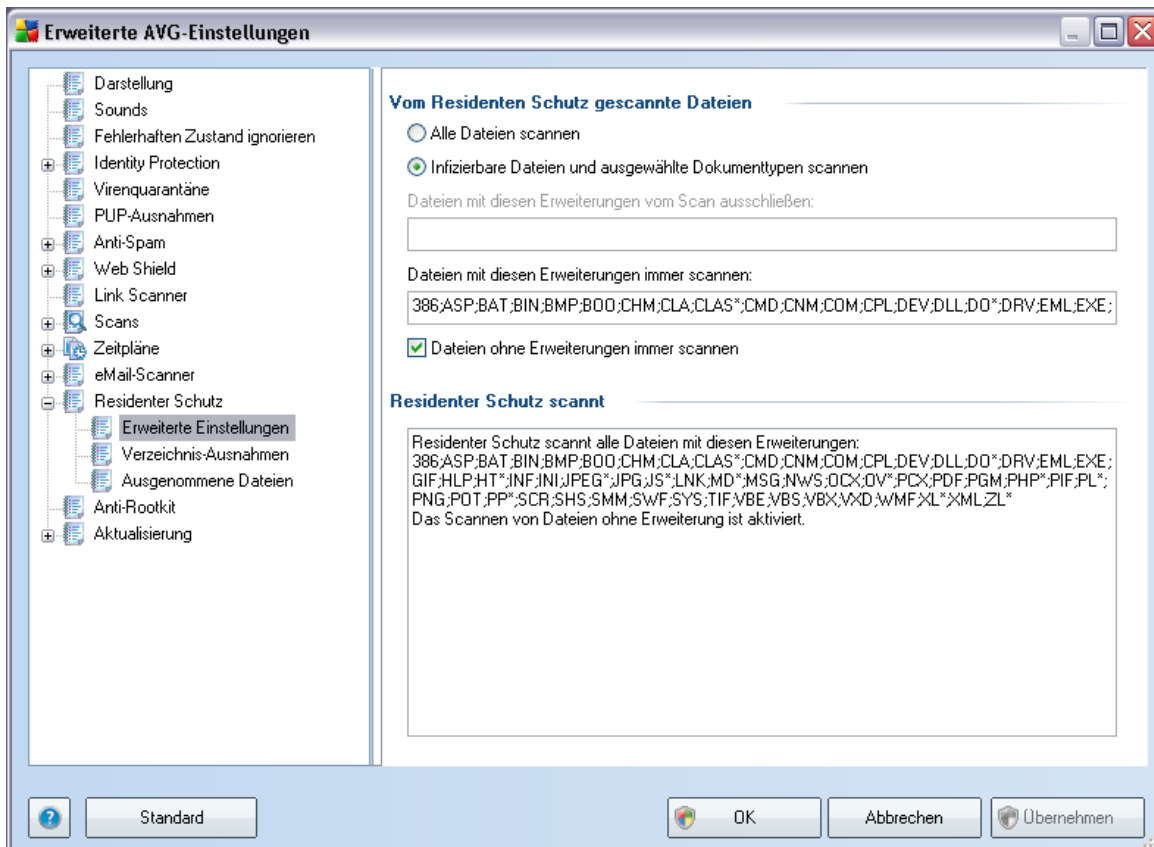 Erweiterte AVG-Einstellungen
Darstellung
Sounds
Fehlerhaften Zustand ignorieren
Identity Protection
Virenquarantäne
PUP-Ausnahmen
Anti-Spam
Web Shield
Link Scanner
Scans
Zeitpläne
eMail-Scanner
Residenter Schutz
Erweiterte Einstellungen
Verzeichnis-Ausnahmen
Ausgenommene Dateien
Anti-Rootkit
Aktualisierung
Vom Residenten Schutz gescannte Dateien
Alle Dateien scannen
Infizierbare Dateien und ausgewählte Dokumenttypen scannen
Dateien mit diesen Erweiterungen vom Scan ausschließen:
Dateien mit diesen Erweiterungen immer scannen:
386;ASP;BAT;BIN;BMP;BOO;CHM;CLA;CLAS*;CMD;CNM;COM;CPL;DEV;DLL;DO*;DRV;EML;EXE;
Dateien ohne Erweiterungen immer scannen
Residenter Schutz scannt
Residenter Schutz scannt alle Dateien mit diesen Erweiterungen:
386;ASP;BAT;BIN;BMP;BOO;CHM;CLA;CLAS*;CMD;CNM;COM;CPL;DEV;DLL;DO*;DRV;EML;EXE;
GIF;HLP;HT*;INF;INI;JPEG*;JPG;JS*;LNK;MD*;MSG;NWS;OCX;OV*;PCX;PDF;PGM;PHP*;PIF;PL*;
PNG;POT;PP*;SCR;SHS;SMM;SWF;SYS;TIF;VBE;VBS;VBX;VXD;WMF;XL*;XML;ZL*
Das Scannen von Dateien ohne Erweiterung ist aktiviert.
?
Standard
OK
Abbrechen
Übernehmen